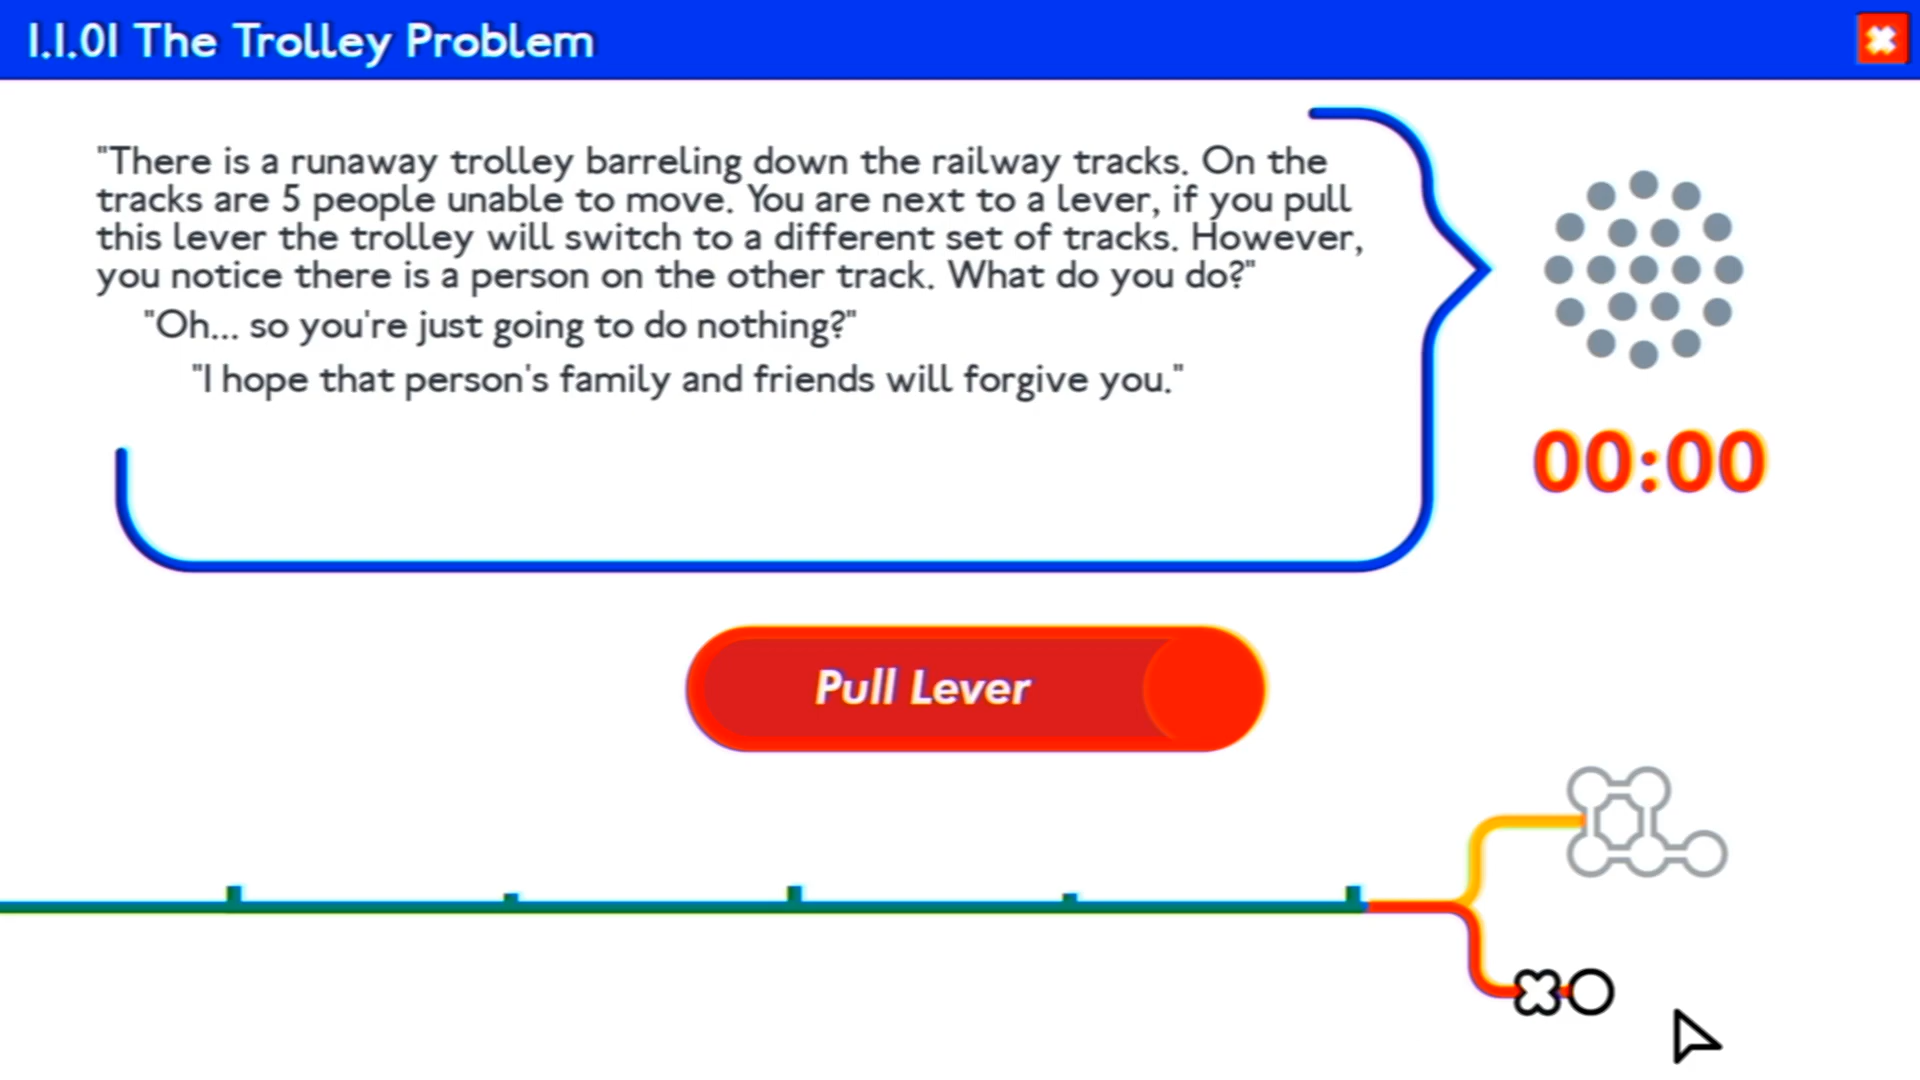 1.1.01 The Trolley Problem
"There is a runaway trolley barreling down the railway tracks. On the
tracks are 5 people unable to move. You are next to a lever, if you pull
this lever the trolley will switch to a different set of tracks. However,
you notice there is a person on the other track. What do you do?"
"Oh... so you're just going to do nothing?"
"I hope that person's family and friends will forgive you."
00:00
Pull Lever